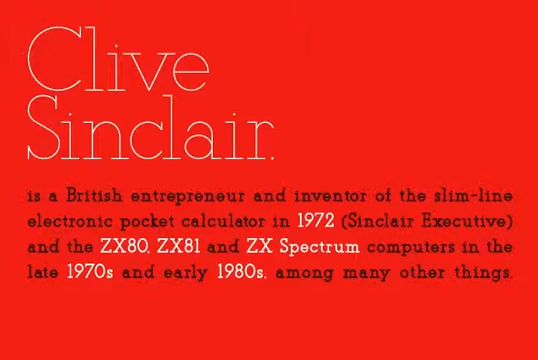 Clive
Sinclair.
is a British entrepreneur and inventor of the slim-line
electronic pocket calculator in 1972 (Sinclair Executive)
and the ZX80, ZX81 and ZX Spectrum computers in the
late 1970s and early 1980s, among many other things.